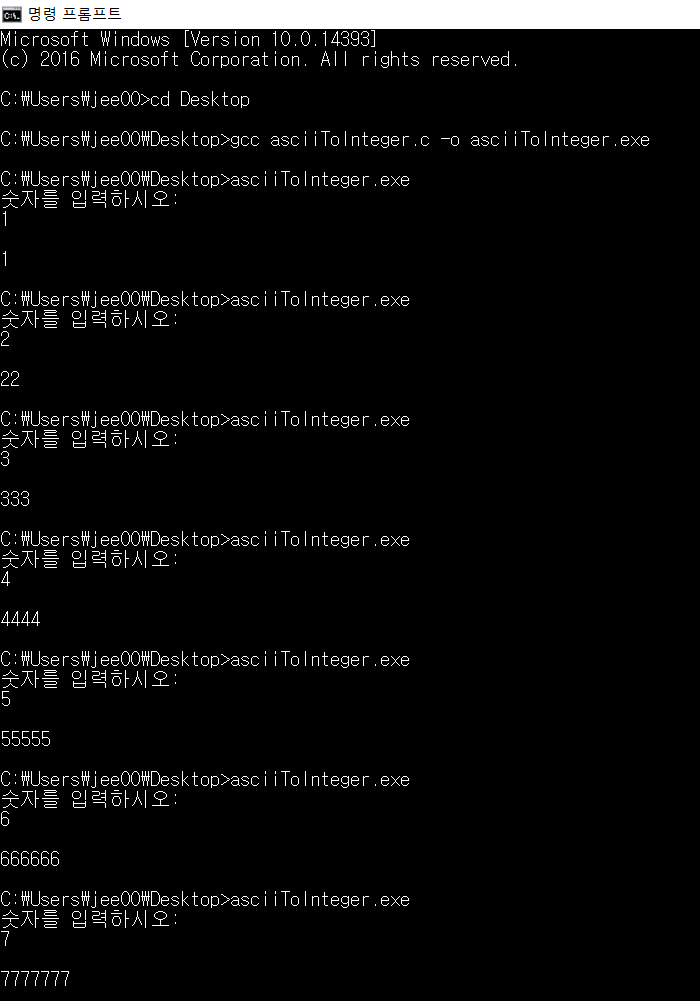 명령 프롬프트
Microsoft Windows [Version 10.0.14393]
(c) 2016 Microsoft Corporation. All rights reserved.
C:₩Users₩jee00>cd Desktop
C:₩Users₩jee00₩Desktop>gcc asciiToInteger.c -o asciiToInteger.exe
C:₩Users₩jee00₩Desktop>asciiToInteger.exe
숫자를 입력하시오:
1
1
C:₩Users₩jee00₩Desktop>asciiToInteger.exe
숫자를 입력하시오:
2
22
C:₩Users₩jee00₩Desktop>asciiToInteger.exe
숫자를 입력하시오:
3
333
C:₩Users₩jee00₩Desktop>asciiToInteger.exe
숫자를 입력하시오:
4
4444
C:₩Users₩jee00₩Desktop>asciiToInteger.exe
숫자를 입력하시오:
5
55555
C:₩Users₩jee00₩Desktop>asciiToInteger.exe
숫자를 입력하시오:
6
666666
C:₩Users₩jee00₩Desktop>asciiToInteger.exe
숫자를 입력하시오:
7
7777777